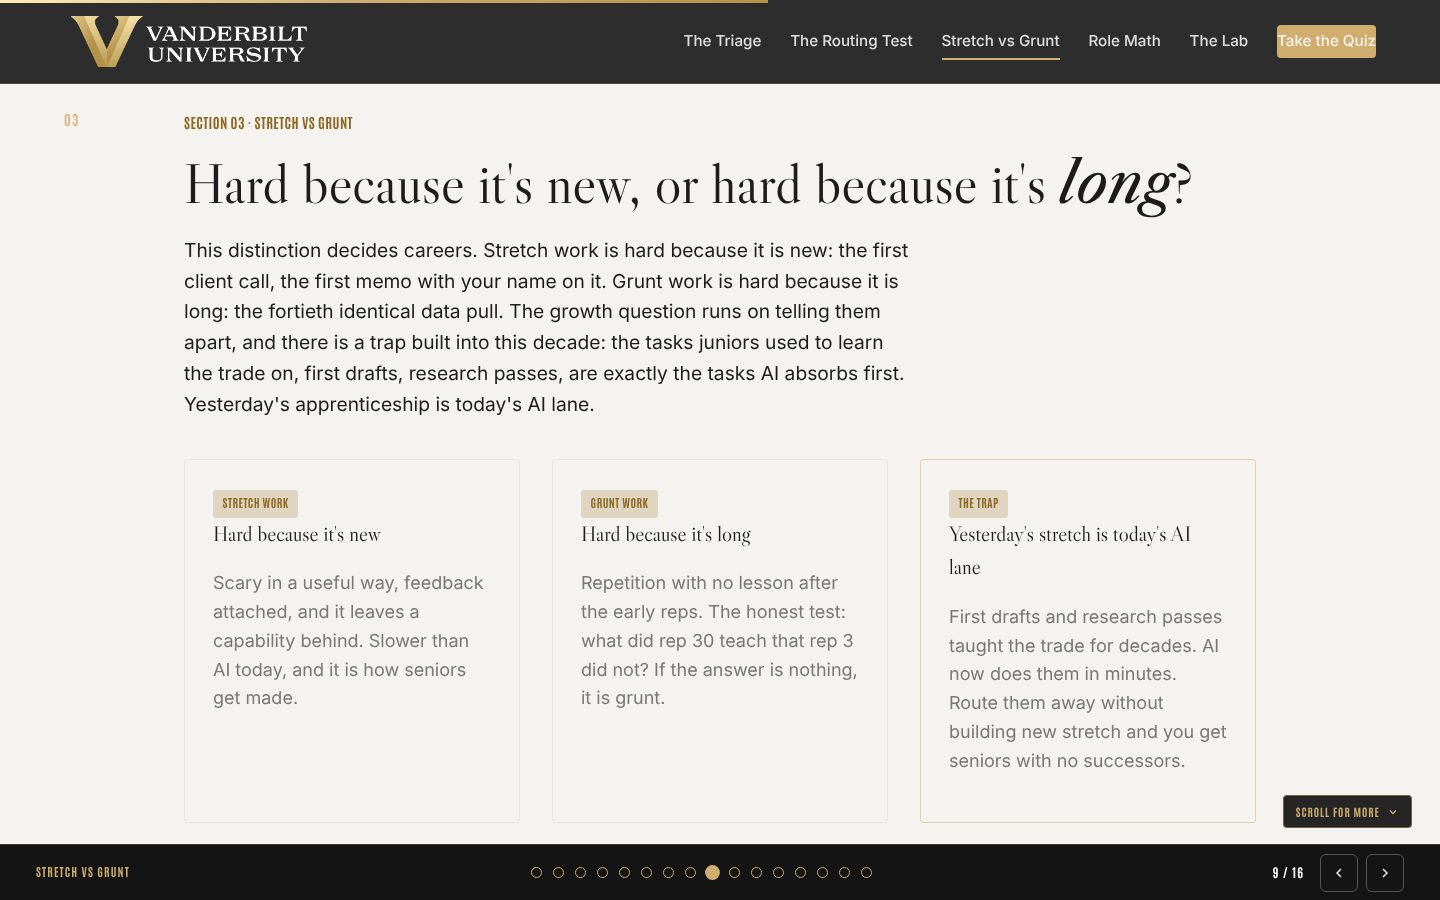 VANDERBILT
UNIVERSITY
The Triage
The Routing Test
Stretch vs Grunt
Role Math
The Lab
Take the Quiz
03
SECTION 03 · STRETCH VS GRUNT
Hard because it's new, or hard because it's long?
This distinction decides careers. Stretch work is hard because it is new: the first
client call, the first memo with your name on it. Grunt work is hard because it is
long: the fortieth identical data pull. The growth question runs on telling them
apart, and there is a trap built into this decade: the tasks juniors used to learn
the trade on, first drafts, research passes, are exactly the tasks AI absorbs first.
Yesterday's apprenticeship is today's AI lane.
STRETCH WORK
Hard because it's new
Scary in a useful way, feedback
attached, and it leaves a
capability behind. Slower than
AI today, and it is how seniors
get made.
GRUNT WORK
Hard because it's long
Repetition with no lesson after
the early reps. The honest test:
what did rep 30 teach that rep 3
did not? If the answer is nothing,
it is grunt.
THE TRAP
Yesterday's stretch is today's AI
lane
First drafts and research passes
taught the trade for decades. AI
now does them in minutes.
Route them away without
building new stretch and you get
seniors with no successors.
SCROLL FOR MORE
STRETCH VS GRUNT
9 / 16